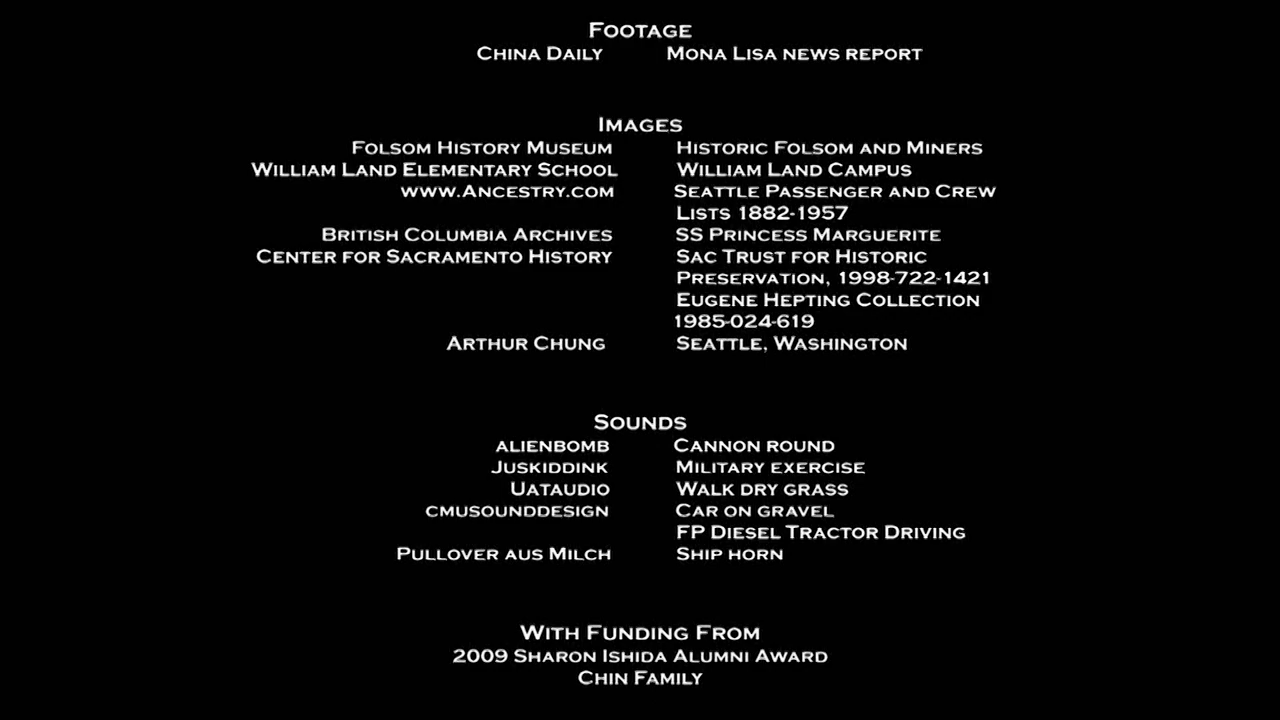 Footage
China Daily Mona Lisa news report
Images
Folsom History Museum Historic Folsom and Miners
William Land Elementary School William Land Campus
www.Ancestry.com Seattle Passenger and Crew
Lists 1882-1957
British Columbia Archives SS Princess Marguerite
Center for Sacramento History Sac Trust for Historic
Preservation, 1998-722-1421
Eugene Hepting Collection
1985-024-619
Arthur Chung Seattle, Washington
Sounds
alienbomb Cannon round
Juskiddink Military exercise
Uataudio Walk dry grass
cmusounddesign Car on gravel
FP Diesel Tractor Driving
Pullover aus Milch Ship horn
With Funding From
2009 Sharon Ishida Alumni Award
Chin Family